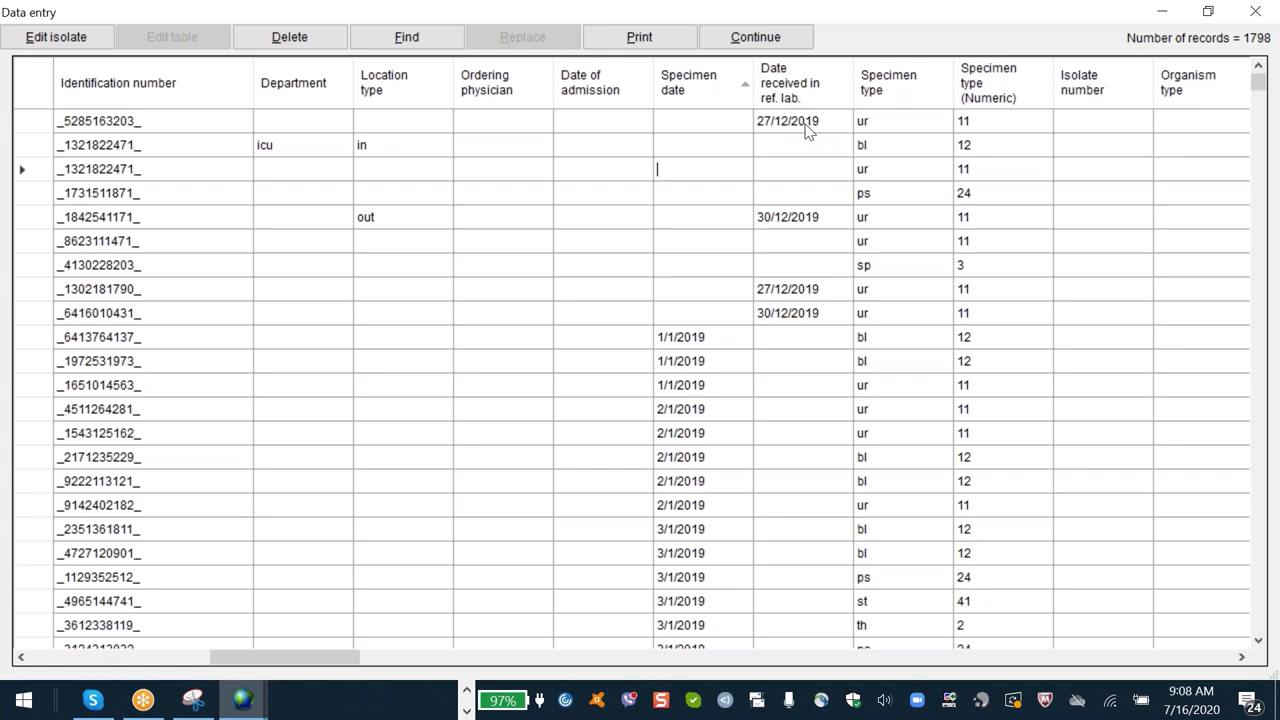 Data entry
Edit isolate Edit table Delete Find Replace Print Continue Number of records = 1798
Identification number Department Location type Ordering physician Date of admission Specimen date Date received in ref. lab. Specimen type Specimen type (Numeric) Isolate number Organism type
_5285163203_ 27/12/2019 ur 11
_1321822471_ icu in bl 12
_1321822471_ ur 11
_1731511871_ ps 24
_1842541171_ out 30/12/2019 ur 11
_8623111471_ ur 11
_4130228203_ sp 3
_1302181790_ 27/12/2019 ur 11
_6416010431_ 30/12/2019 ur 11
_6413764137_ 1/1/2019 bl 12
_1972531973_ 1/1/2019 bl 12
_1651014563_ 1/1/2019 ur 11
_4511264281_ 2/1/2019 ur 11
_1543125162_ 2/1/2019 ur 11
_2171235229_ 2/1/2019 bl 12
_9222113121_ 2/1/2019 bl 12
_9142402182_ 2/1/2019 ur 11
_2351361811_ 3/1/2019 bl 12
_4727120901_ 3/1/2019 bl 12
_1129352512_ 3/1/2019 ps 24
_4965144741_ 3/1/2019 st 41
_3612338119_ 3/1/2019 th 2
3/1/2019 ps 24
97% 9:08 AM
7/16/2020 24